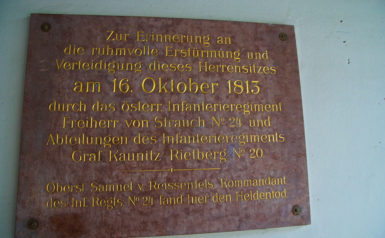 Zur Erinnerung an
die ruhmvolle Erstürmung und
Verteidigung dieses Herrensitzes
am 16. Oktober 1813
durch das österr. Infanterieregiment
Freiherr von Strauch No 24 und
Abteilungen des Infanterieregiments
Graf Kaunitz Rietberg No 20.
Oberst Samuel v. Reissenfels, Kommandant
des Inf. Regts. No 24 fand hier den Heldentod